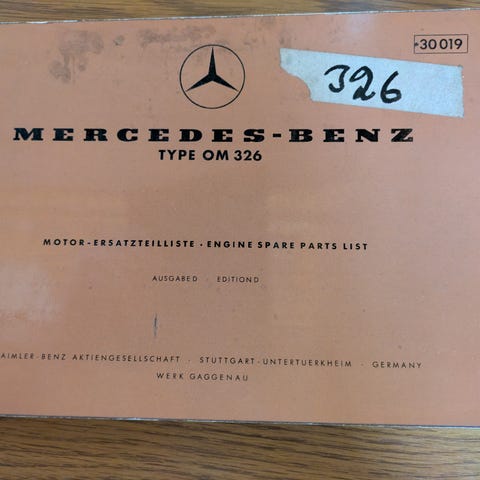 30 019
326
MERCEDES-BENZ
TYPE OM 326
MOTOR-ERSATZTEILLISTE · ENGINE SPARE PARTS LIST
AUSGABE D · EDITION D
AIMLER-BENZ AKTIENGESELLSCHAFT · STUTTGART-UNTERTUERKHEIM · GERMANY
WERK GAGGENAU